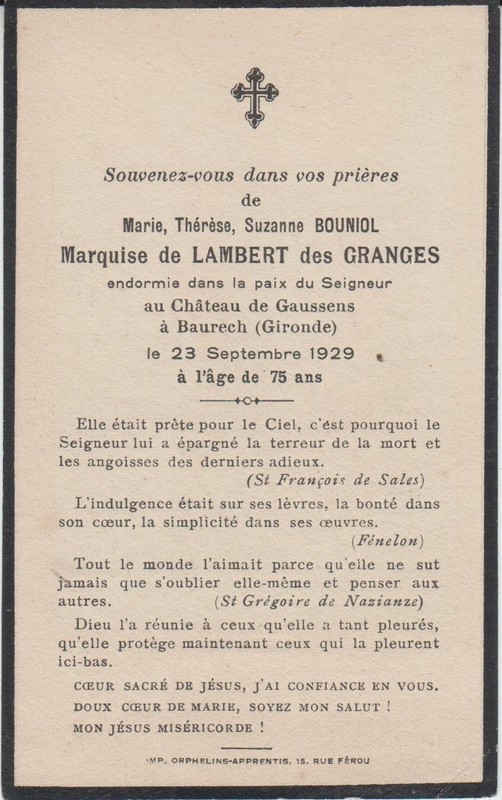 Souvenez-vous dans vos prières
de
Marie, Thérèse, Suzanne BOUNIOL
Marquise de LAMBERT des GRANGES
endormie dans la paix du Seigneur
au Château de Gaussens
à Baurech (Gironde)
le 23 Septembre 1929
à l'âge de 75 ans
Elle était prête pour le Ciel, c'ést pourquoi le
Seigneur lui a épargné la terreur de la mort et
les angoisses des derniers adieux.
(St François de Sales)
L'indulgence était sur ses lèvres, la bonté dans
son cœur, la simplicité dans ses œuvres.
(Fénelon)
Tout le monde l'aimait parce qu'elle ne sut
jamais que s'oublier elle-même et penser aux
autres. (St Grégoire de Nazianze)
Dieu l'a réunie à ceux qu'elle a tant pleurés,
qu'elle protège maintenant ceux qui la pleurent
ici-bas.
CŒUR SACRÉ DE JÉSUS, J'AI CONFIANCE EN VOUS.
DOUX CŒUR DE MARIE, SOYEZ MON SALUT !
MON JÉSUS MISÉRICORDE !
IMP. ORPHELINS-APPRENTIS, 15, RUE FÉROU